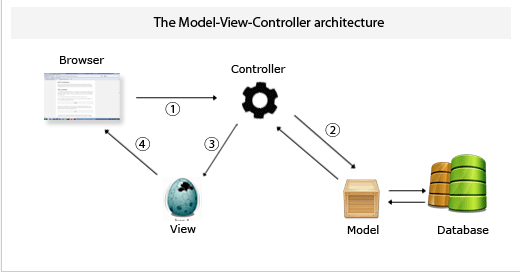 The Model-View-Controller architecture
Browser
Controller
①
②
③
④
View
Model
Database